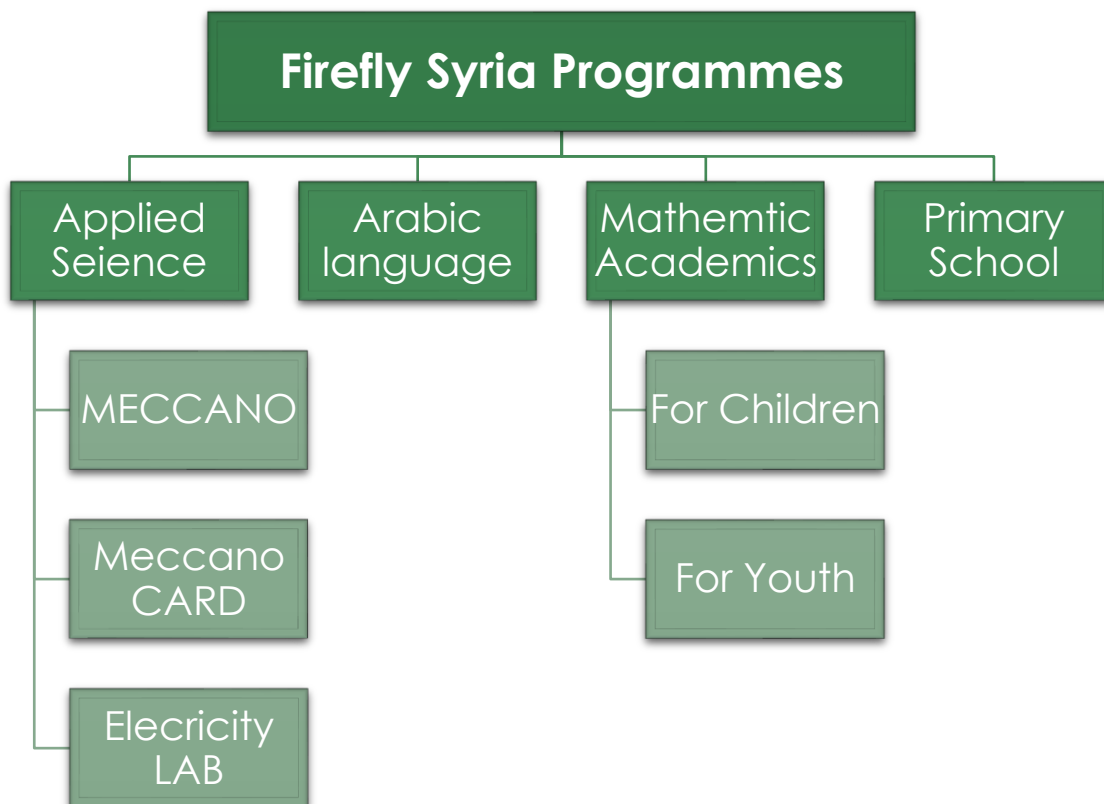 Firefly Syria Programmes
Applied
Seience
Arabic
language
Mathemtic
Academics
Primary
School
MECCANO
Meccano
CARD
Elecricity
LAB
For Children
For Youth